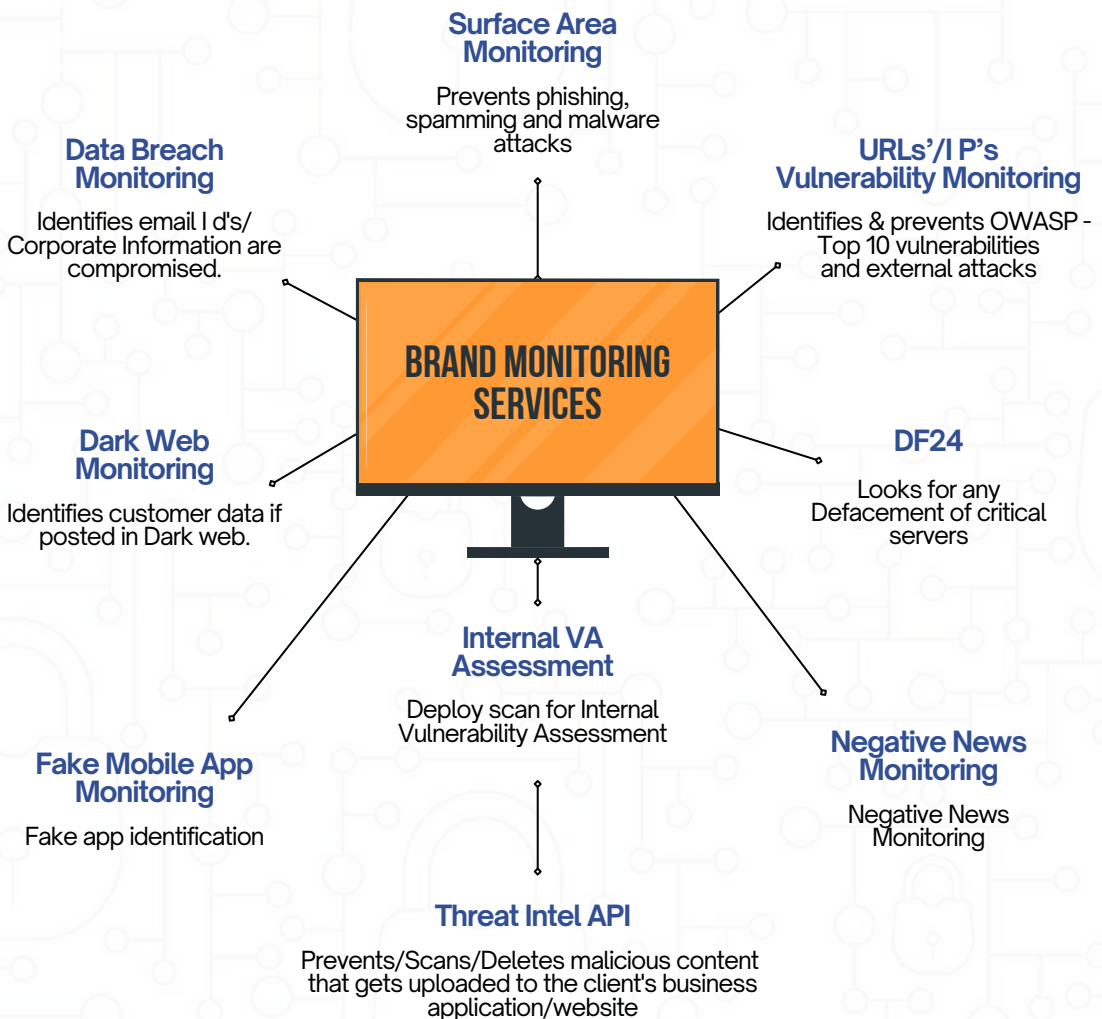 Surface Area
Monitoring
Prevents phishing,
spamming and malware
attacks
Data Breach
Monitoring
Identifies email I d's/
Corporate Information are
compromised.
URLs’/I P’s
Vulnerability Monitoring
Identifies & prevents OWASP -
Top 10 vulnerabilities
and external attacks
BRAND MONITORING
SERVICES
Dark Web
Monitoring
Identifies customer data if
posted in Dark web.
DF24
Looks for any
Defacement of critical
servers
Internal VA
Assessment
Deploy scan for Internal
Vulnerability Assessment
Fake Mobile App
Monitoring
Fake app identification
Negative News
Monitoring
Negative News
Monitoring
Threat Intel API
Prevents/Scans/Deletes malicious content
that gets uploaded to the client's business
application/website